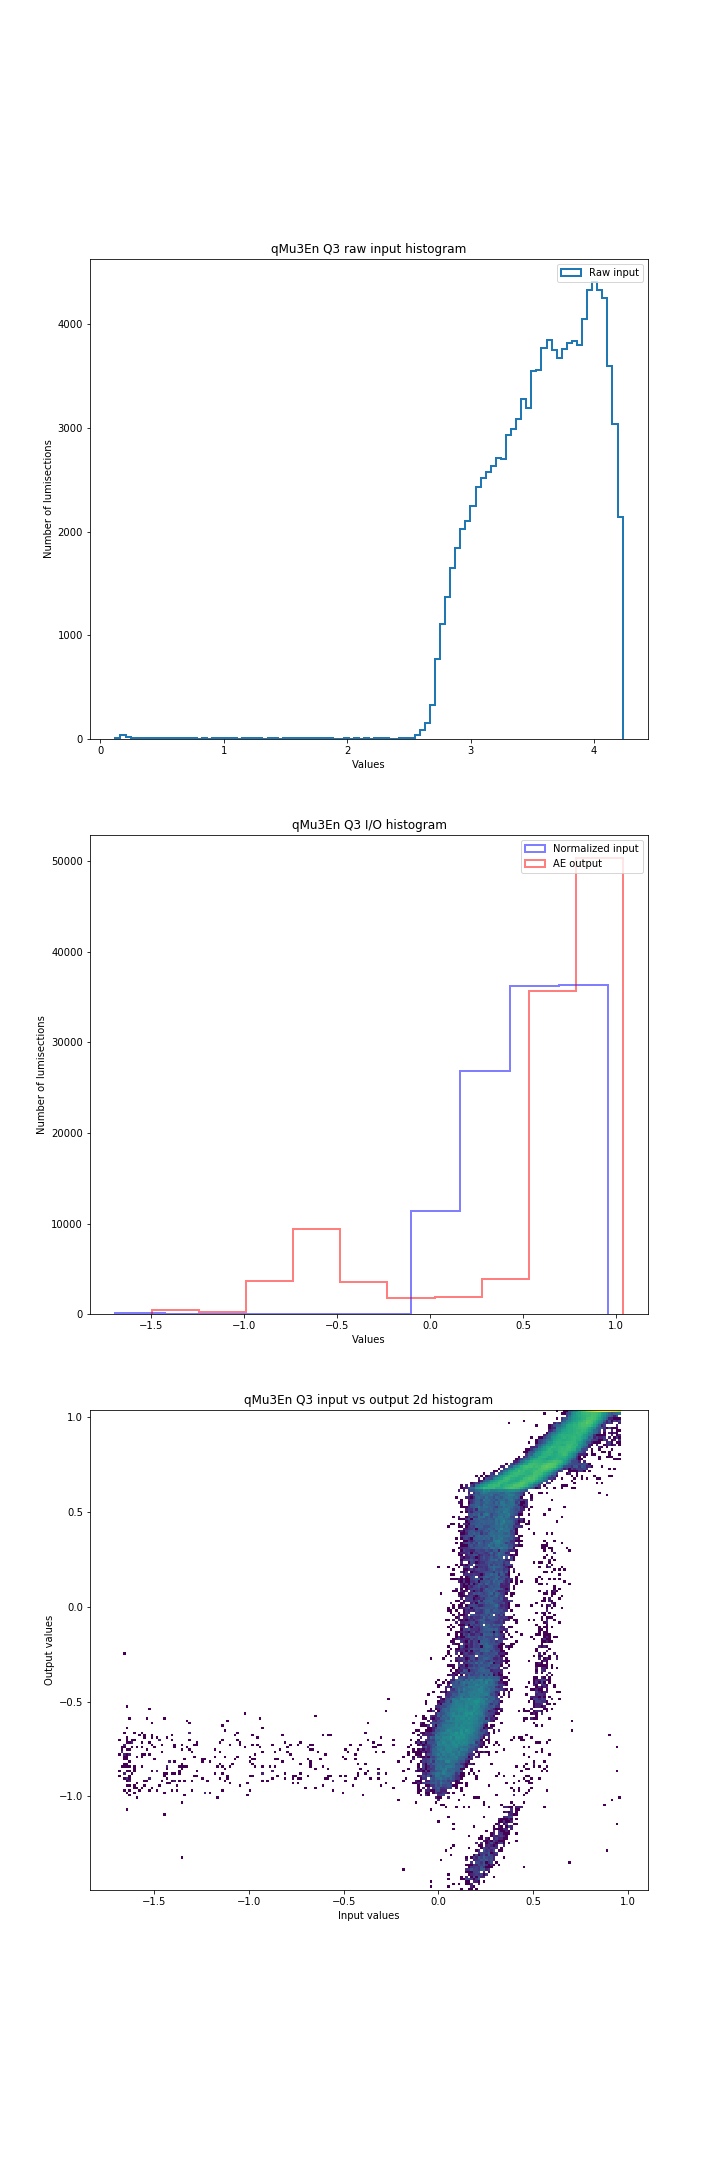 qMu3En Q3 raw input histogram
Raw input
4000
3000
2000
1000
0
Number of lumisections
0 1 2 3 4
Values
qMu3En Q3 I/O histogram
Normalized input
AE output
50000
40000
30000
20000
10000
0
Number of lumisections
−1.5 −1.0 −0.5 0.0 0.5 1.0
Values
qMu3En Q3 input vs output 2d histogram
1.0
0.5
0.0
−0.5
−1.0
Output values
−1.5 −1.0 −0.5 0.0 0.5 1.0
Input values